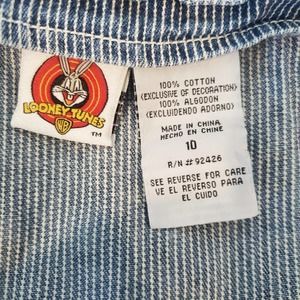 LOONEY TUNES
WB
TM
100% COTTON
(EXCLUSIVE OF DECORATION)
100% ALGODON
(EXCLUIENDO ADORNO)
MADE IN CHINA
HECHO EN CHINE
10
R/N # 92426
SEE REVERSE FOR CARE
VE EL REVERSO PARA
EL CUIDO